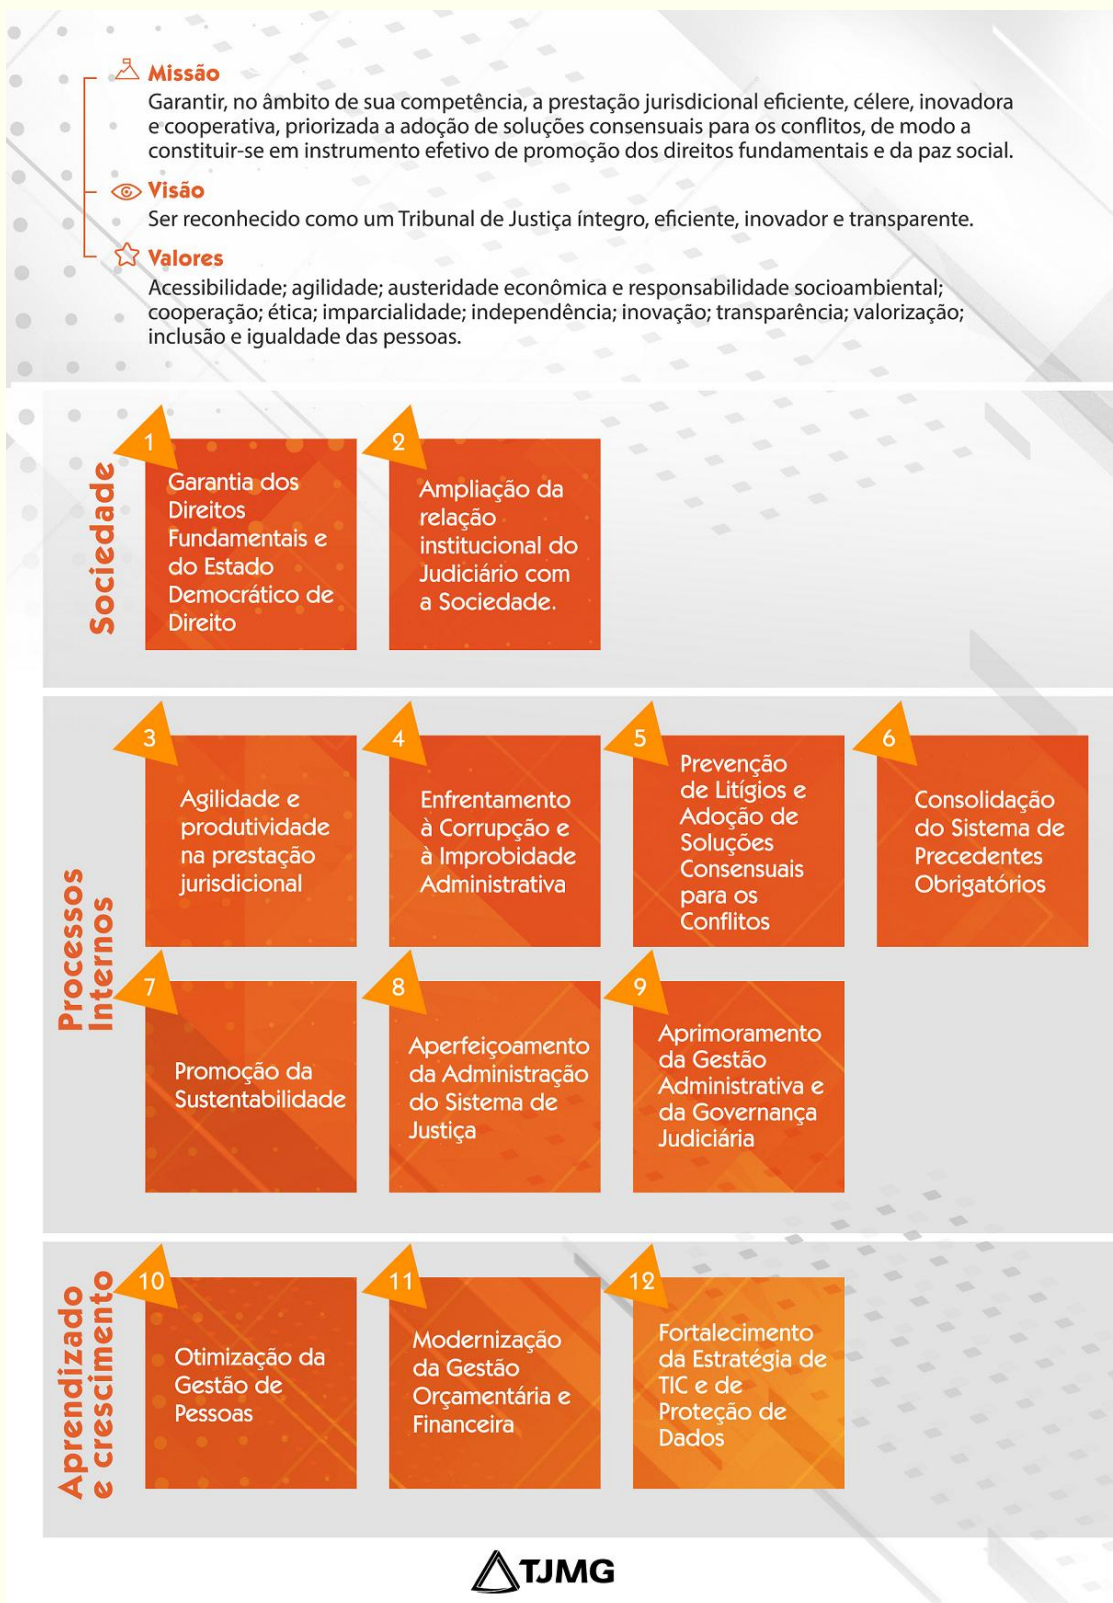 Missão
Garantir, no âmbito de sua competência, a prestação jurisdicional eficiente, célere, inovadora
e cooperativa, priorizada a adoção de soluções consensuais para os conflitos, de modo a
constituir-se em instrumento efetivo de promoção dos direitos fundamentais e da paz social.
Visão
Ser reconhecido como um Tribunal de Justiça íntegro, eficiente, inovador e transparente.
Valores
Acessibilidade; agilidade; austeridade econômica e responsabilidade socioambiental;
cooperação; ética; imparcialidade; independência; inovação; transparência; valorização;
inclusão e igualdade das pessoas.
Sociedade
1
Garantia dos
Direitos
Fundamentais e
do Estado
Democrático de
Direito
2
Ampliação da
relação
institucional do
Judiciário com
a Sociedade.
Processos
Internos
3
Agilidade e
produtividade
na prestação
jurisdicional
4
Enfrentamento
à Corrupção e
à Improbidade
Administrativa
5
Prevenção
de Litígios e
Adoção de
Soluções
Consensuais
para os
Conflitos
6
Consolidação
do Sistema de
Precedentes
Obrigatórios
7
Promoção da
Sustentabilidade
8
Aperfeiçoamento
da Administração
do Sistema de
Justiça
9
Aprimoramento
da Gestão
Administrativa e
da Governança
Judiciária
Aprendizado
e crescimento
10
Otimização da
Gestão de
Pessoas
11
Modernização
da Gestão
Orçamentária e
Financeira
12
Fortalecimento
da Estratégia de
TIC e de
Proteção de
Dados
TJMG